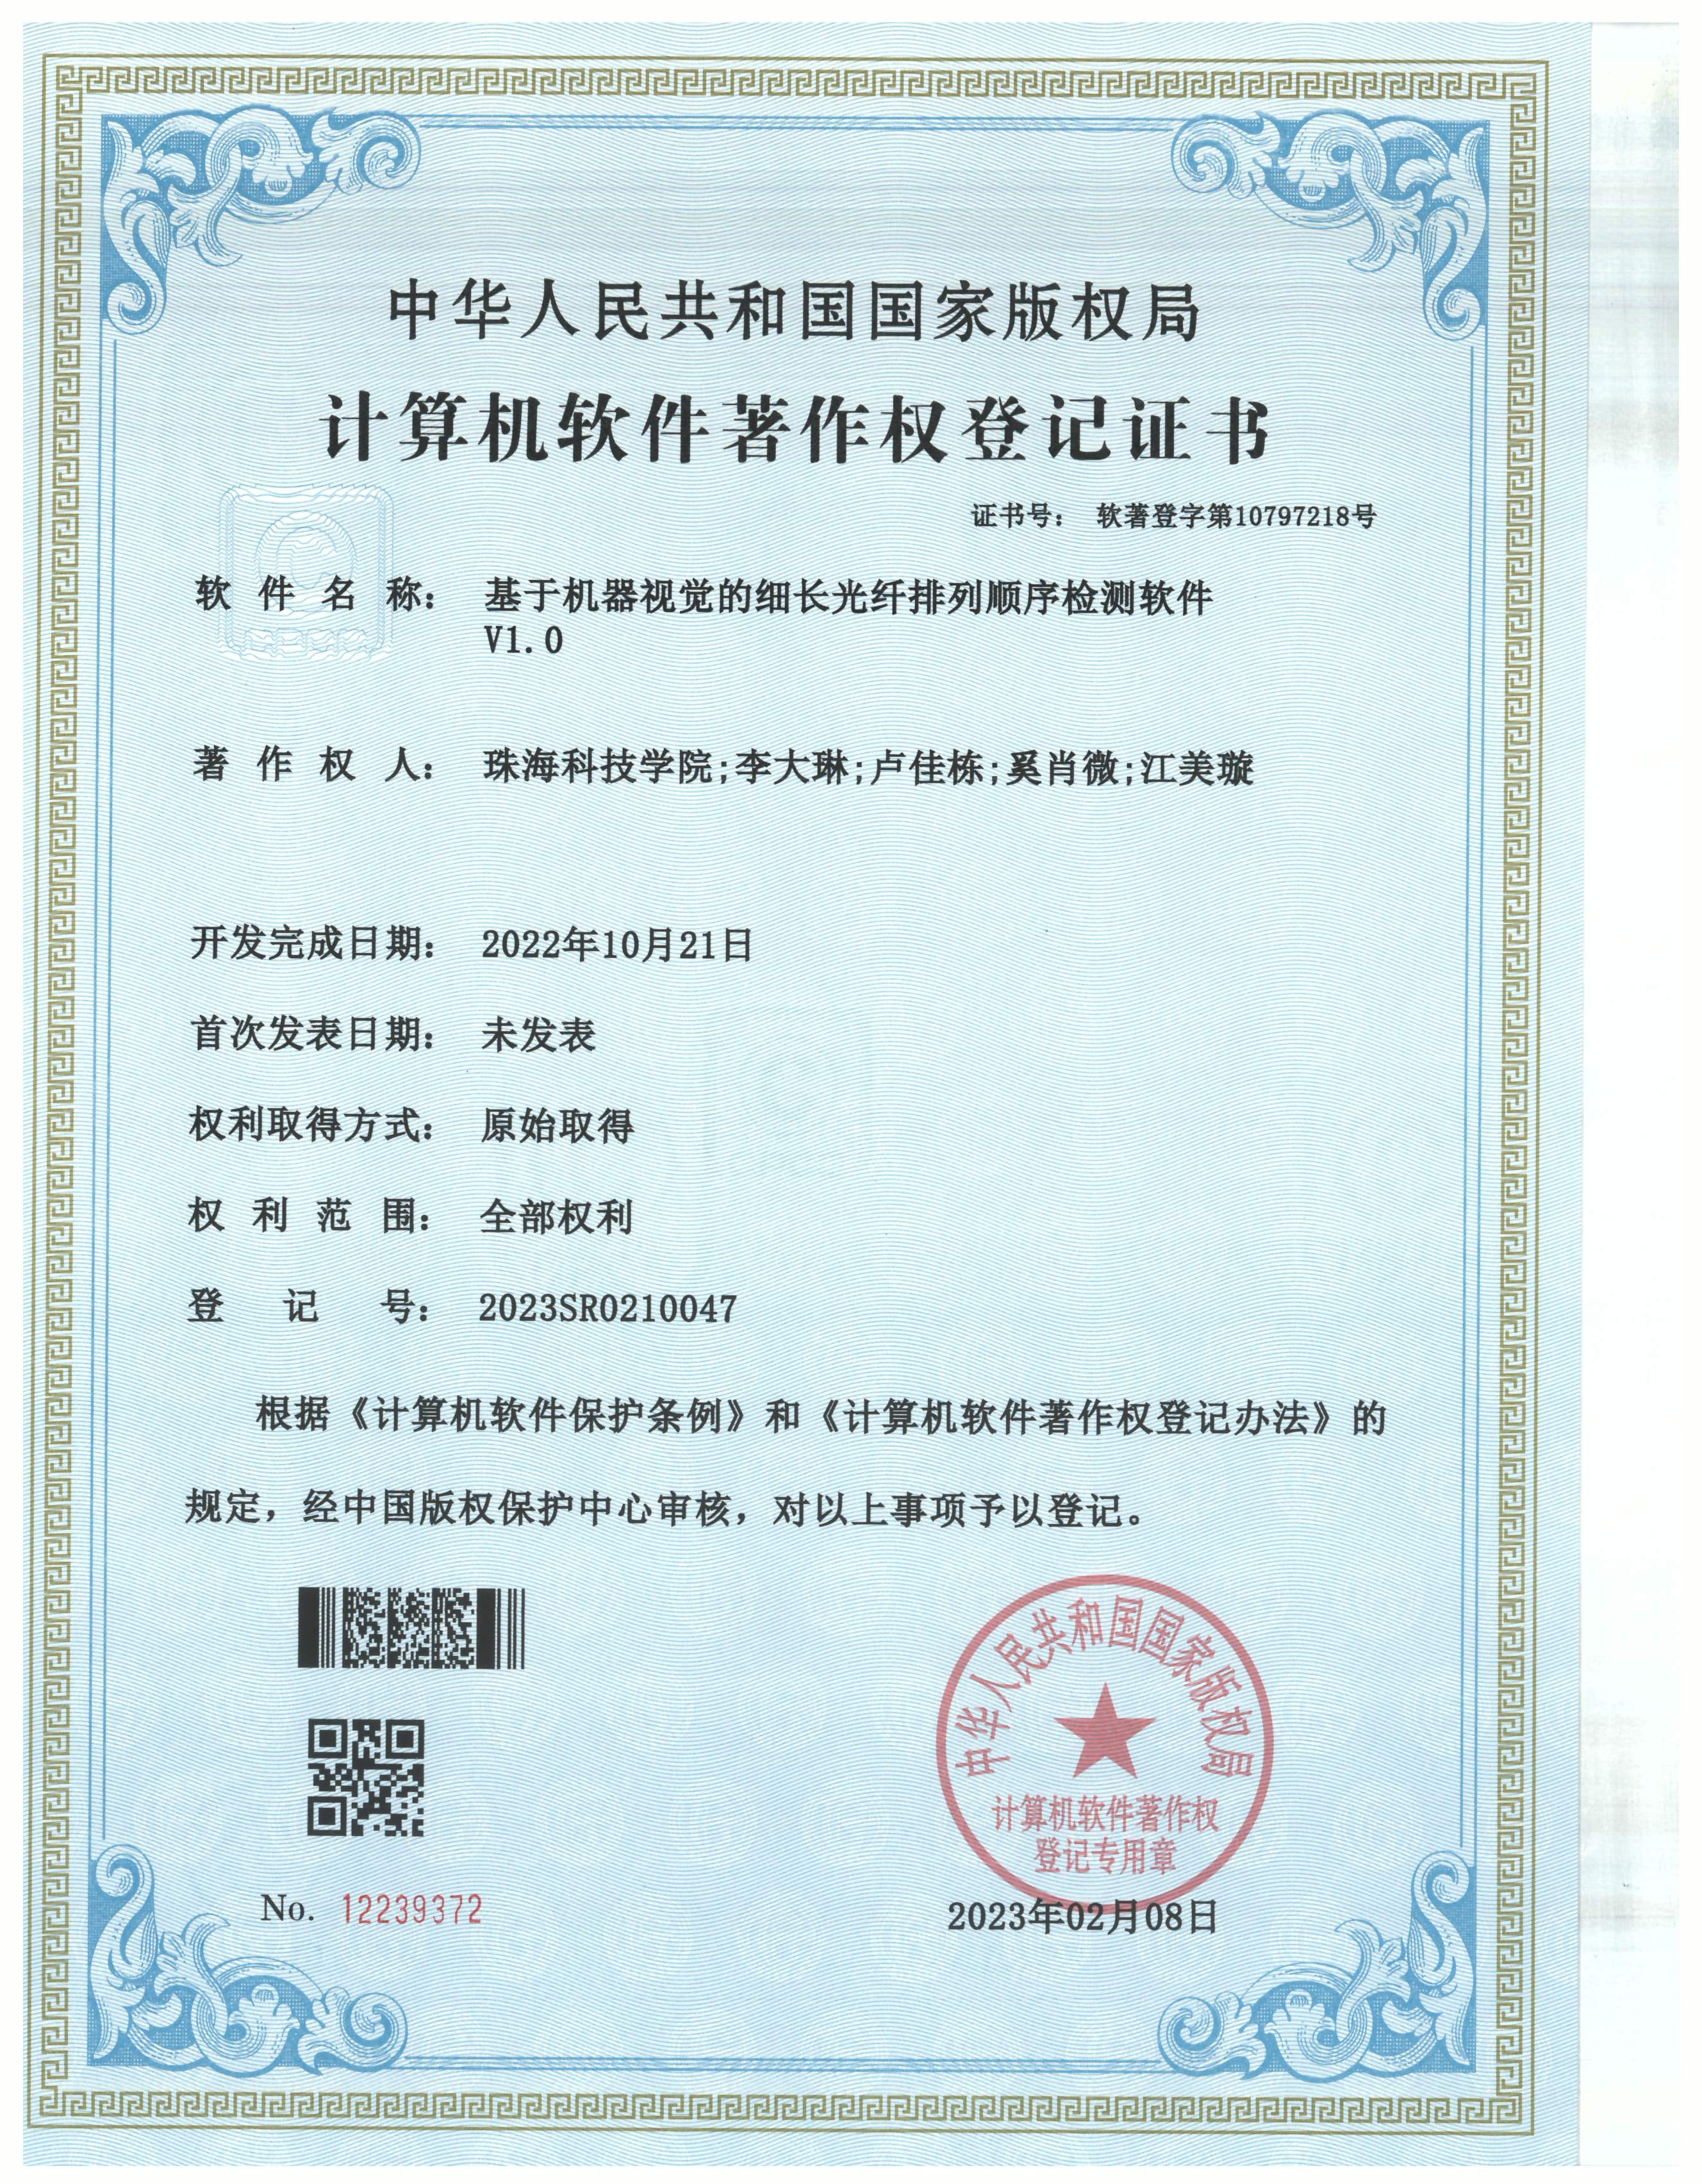 中华人民共和国国家版权局
计算机软件著作权登记证书
证书号： 软著登字第10797218号
软件名称： 基于机器视觉的细长光纤排列顺序检测软件
V1.0
著作权人： 珠海科技学院;李大琳;卢佳栋;奚肖微;江美璇
开发完成日期： 2022年10月21日
首次发表日期： 未发表
权利取得方式： 原始取得
权利范围： 全部权利
登记号： 2023SR0210047
根据《计算机软件保护条例》和《计算机软件著作权登记办法》的
规定，经中国版权保护中心审核，对以上事项予以登记。
中华人民共和国国家版权局
计算机软件著作权
登记专用章
No. 12239372
2023年02月08日